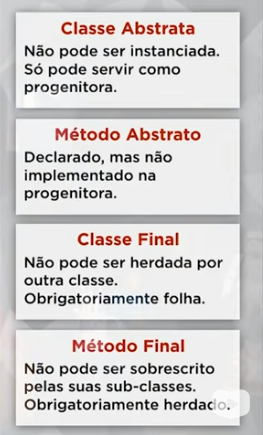 Classe Abstrata
Não pode ser instanciada.
Só pode servir como
progenitora.
Método Abstrato
Declarado, mas não
implementado na
progenitora.
Classe Final
Não pode ser herdada por
outra classe.
Obrigatoriamente folha.
Método Final
Não pode ser sobrescrito
pelas suas sub-classes.
Obrigatoriamente herdado.